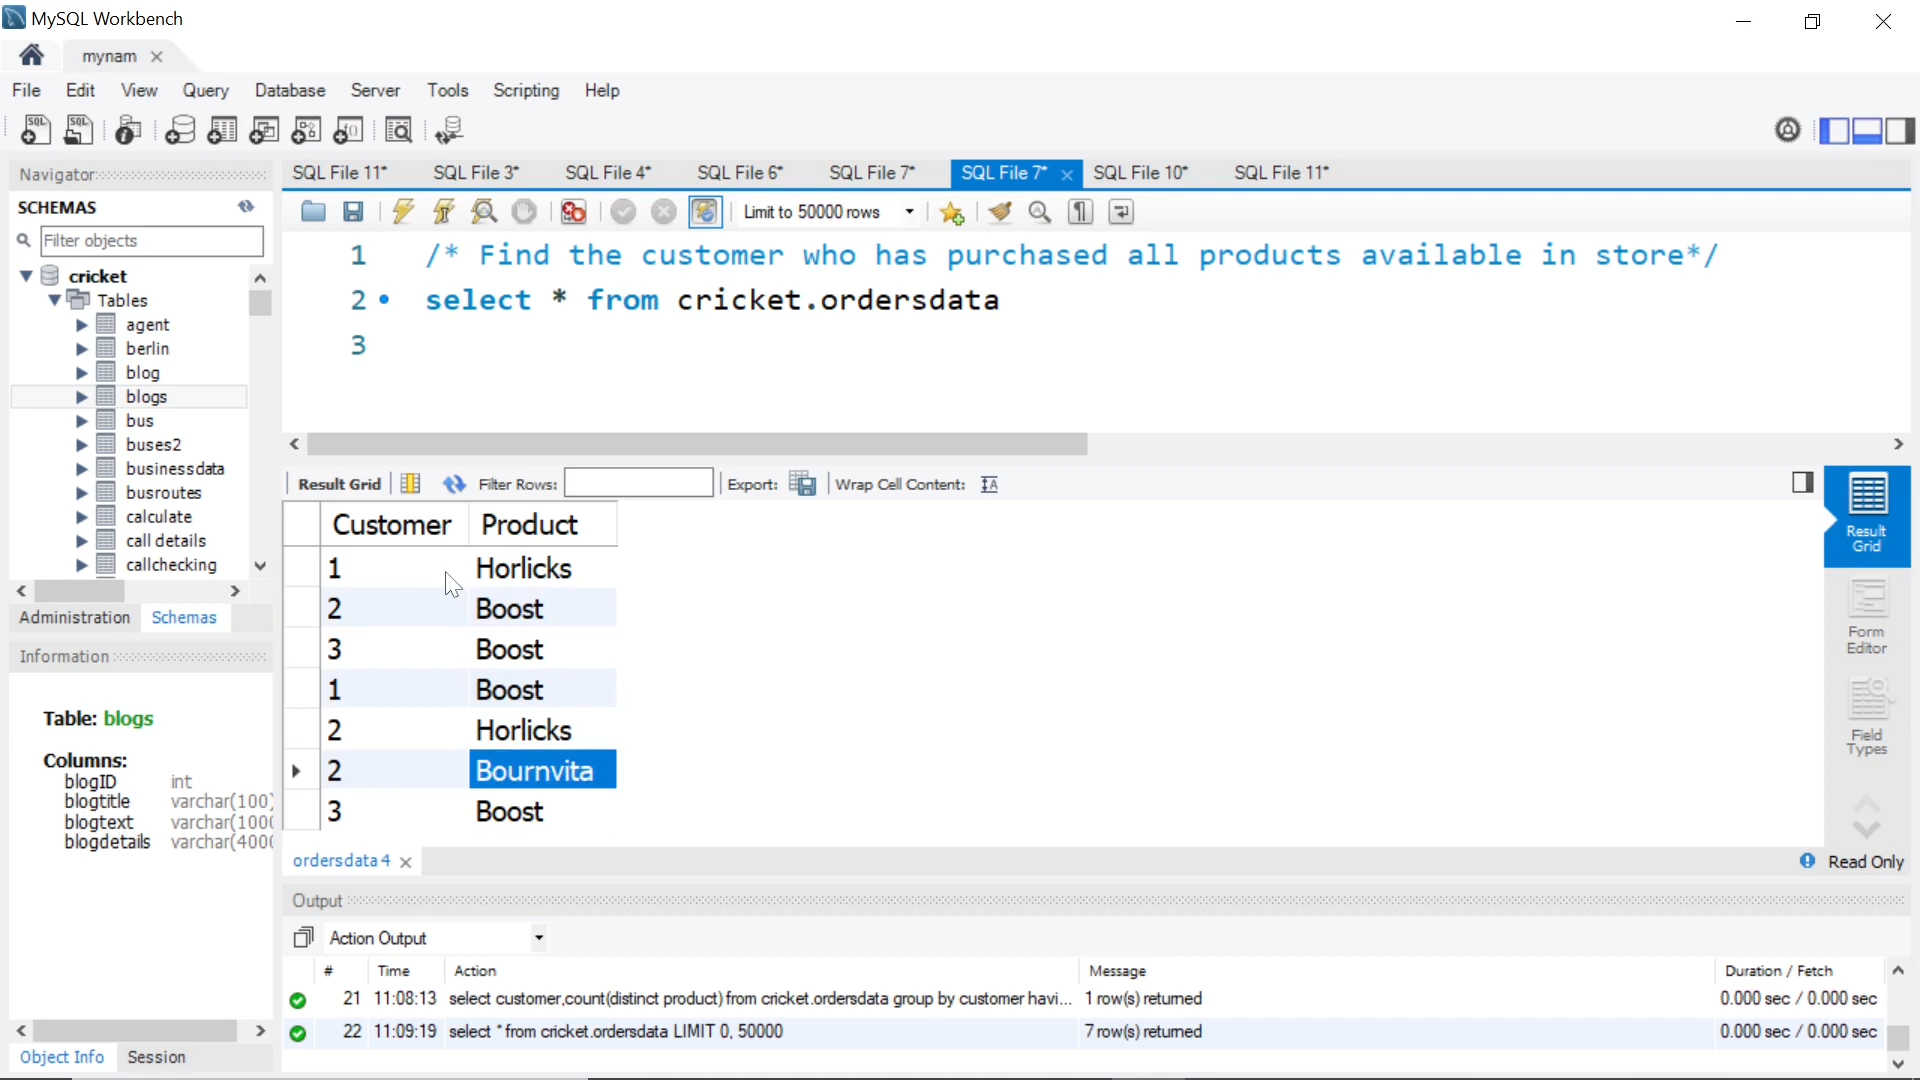 MySQL Workbench
mynam
File Edit View Query Database Server Tools Scripting Help
Navigator
SCHEMAS
Filter objects
cricket
Tables
agent
berlin
blog
blogs
bus
buses2
businessdata
busroutes
calculate
call details
callchecking
Administration Schemas
Information
Table: blogs
Columns:
blogID int
blogtitle varchar(100)
blogtext varchar(100
blogdetails varchar(400
Object Info Session
SQL File 11* SQL File 3* SQL File 4* SQL File 6* SQL File 7* SQL File 7* SQL File 10* SQL File 11*
Limit to 50000 rows
1 /* Find the customer who has purchased all products available in store*/
2 select * from cricket.ordersdata
3
Result Grid Filter Rows: Export: Wrap Cell Content:
Customer Product
1 Horlicks
2 Boost
3 Boost
1 Boost
2 Horlicks
2 Bournvita
3 Boost
Result Grid
Form Editor
Field Types
ordersdata 4 Read Only
Output
Action Output
# Time Action Message Duration / Fetch
21 11:08:13 select customer,count(distinct product) from cricket.ordersdata group by customer havi... 1 row(s) returned 0.000 sec / 0.000 sec
22 11:09:19 select * from cricket.ordersdata LIMIT 0, 50000 7 row(s) returned 0.000 sec / 0.000 sec